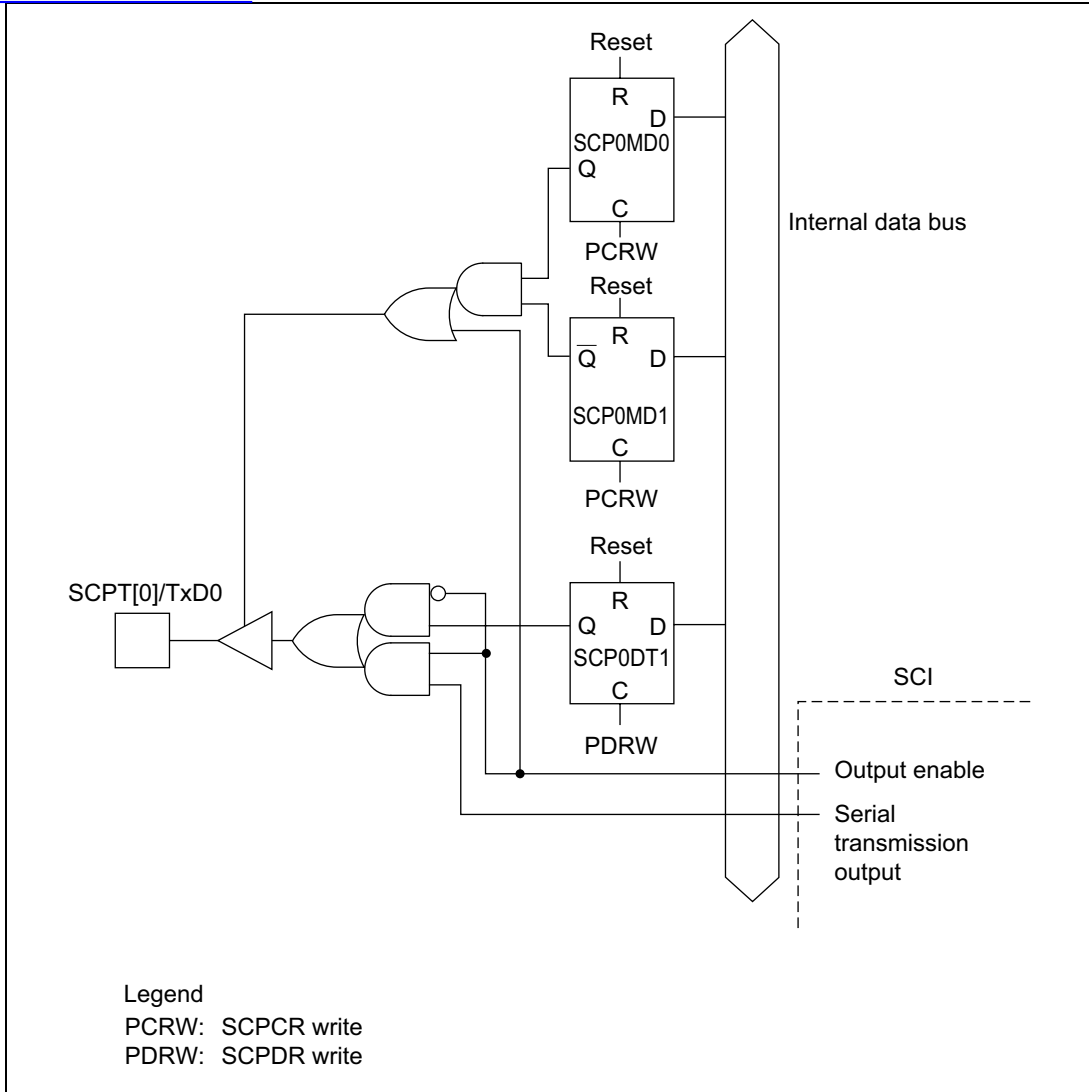 Reset
R
D
SCP0MD0
Q
C
PCRW
Internal data bus
Reset
R
Q
D
SCP0MD1
C
PCRW
Reset
SCPT[0]/TxD0
R
Q
D
SCP0DT1
C
PDRW
SCI
Output enable
Serial
transmission
output
Legend
PCRW: SCPCR write
PDRW: SCPDR write